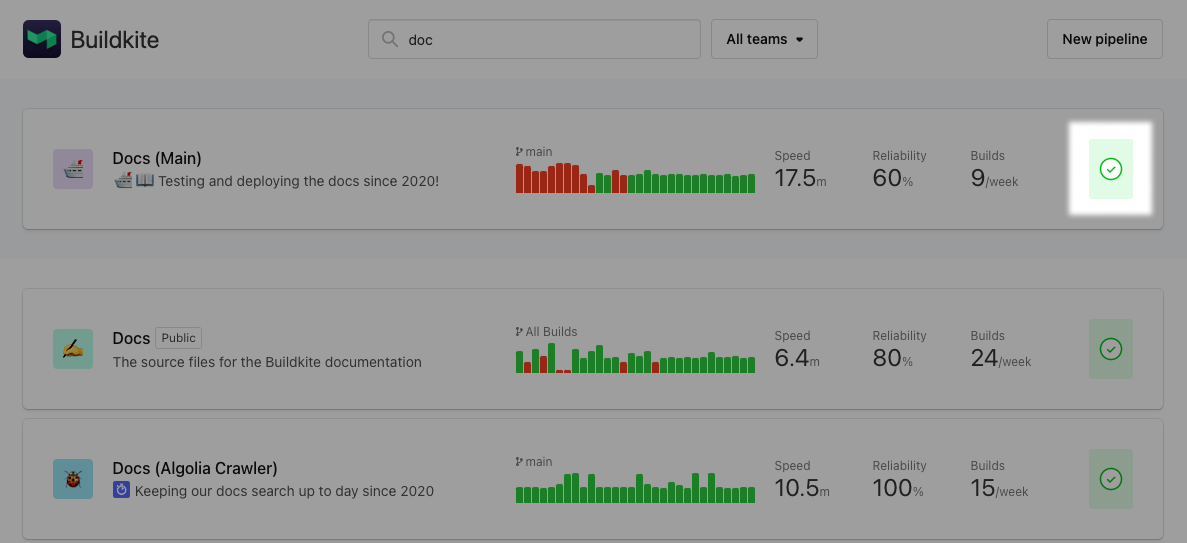 Buildkite
doc
All teams
New pipeline
Docs (Main)
Testing and deploying the docs since 2020!
main
Speed
17.5m
Reliability
60%
Builds
9/week
Docs Public
The source files for the Buildkite documentation
All Builds
Speed
6.4m
Reliability
80%
Builds
24/week
Docs (Algolia Crawler)
Keeping our docs search up to day since 2020
main
Speed
10.5m
Reliability
100%
Builds
15/week